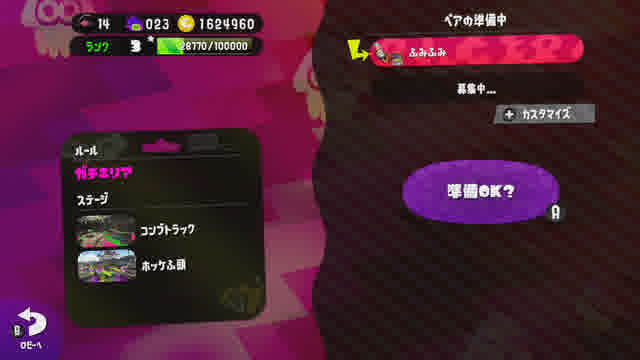 14 023 1624960
ランク 3 28770/100000
ルール
ガチホコ
ステージ
コンブトラック
ホッケふ頭
ロビーへ
B
ペアの準備中
ふみふみ
募集中…
+ カスタマイズ
準備OK?
A